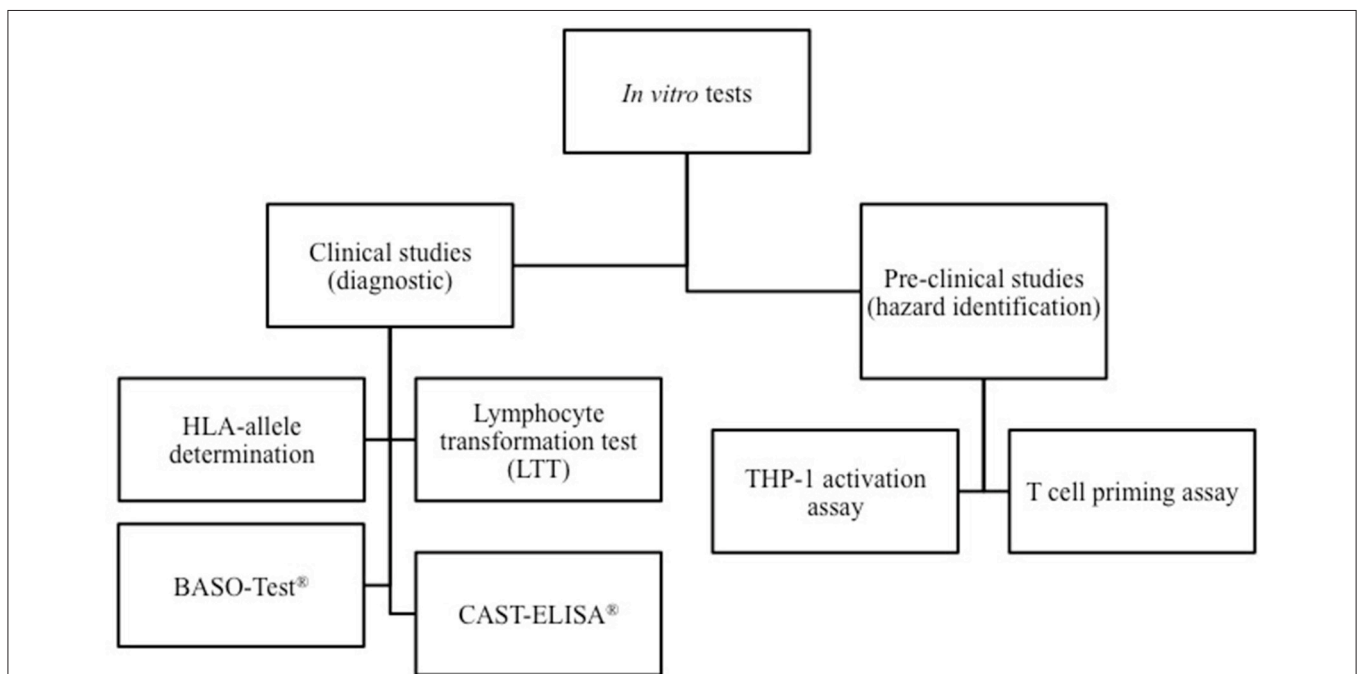 In vitro tests
Clinical studies
(diagnostic)
Pre-clinical studies
(hazard identification)
HLA-allele
determination
Lymphocyte
transformation test
(LTT)
THP-1 activation
assay
T cell priming assay
BASO-Test®
CAST-ELISA®